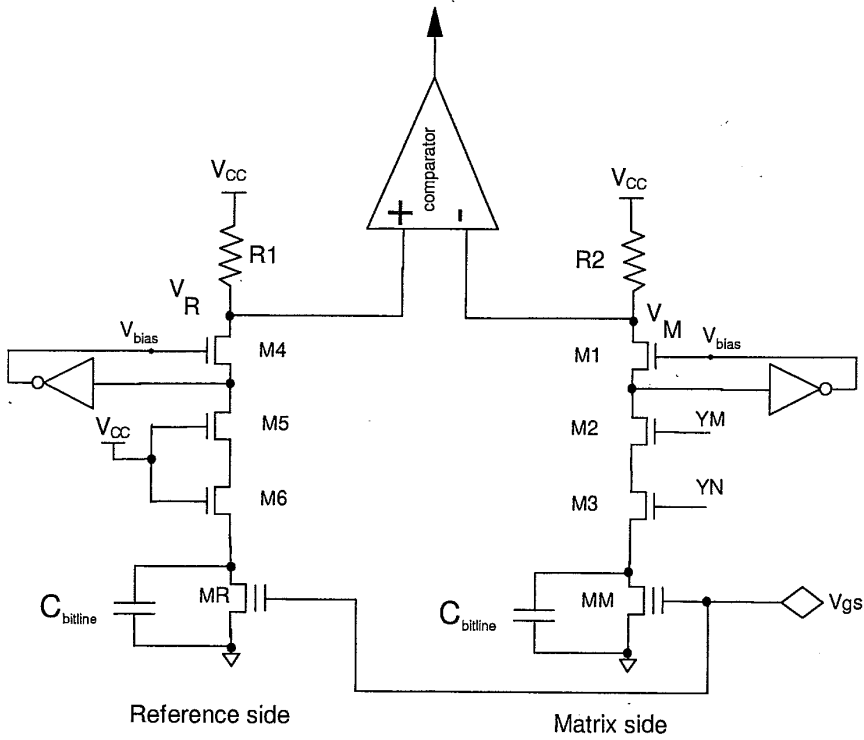 comparator
+
-
VCC
R1
VCC
R2
VR
VM
Vbias
M4
M1
Vbias
VCC
M5
M2
YM
M6
M3
YN
Cbitline
MR
Cbitline
MM
Vgs
Reference side
Matrix side